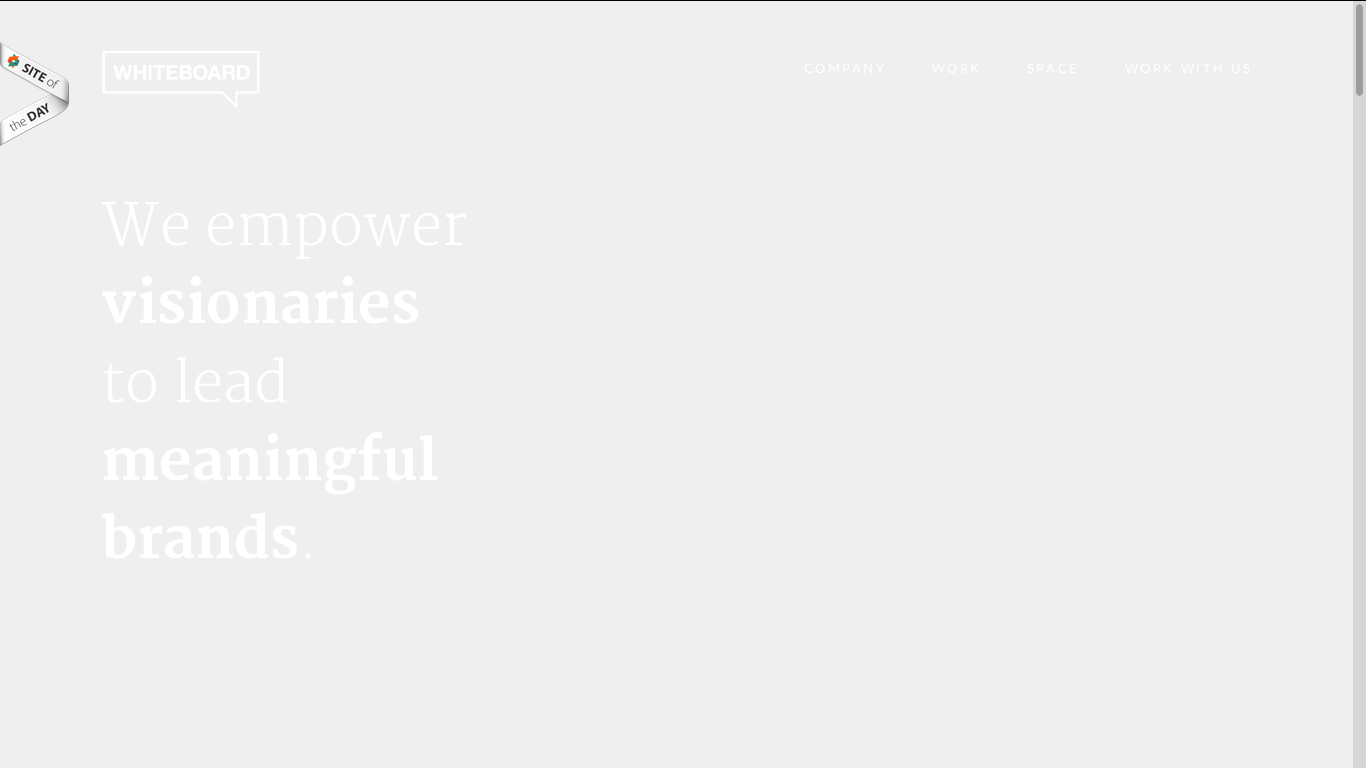 SITE of
the DAY
WHITEBOARD
COMPANY WORK SPACE WORK WITH US
We empower
visionaries
to lead
meaningful
brands.